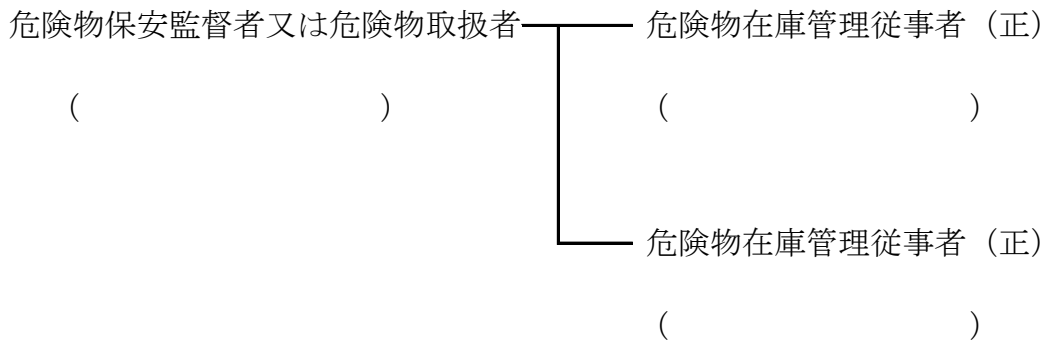 危険物保安監督者又は危険物取扱者 危険物在庫管理従事者（正）
（　　　　　　　　　） （　　　　　　　　　）
危険物在庫管理従事者（正）
（　　　　　　　　　）